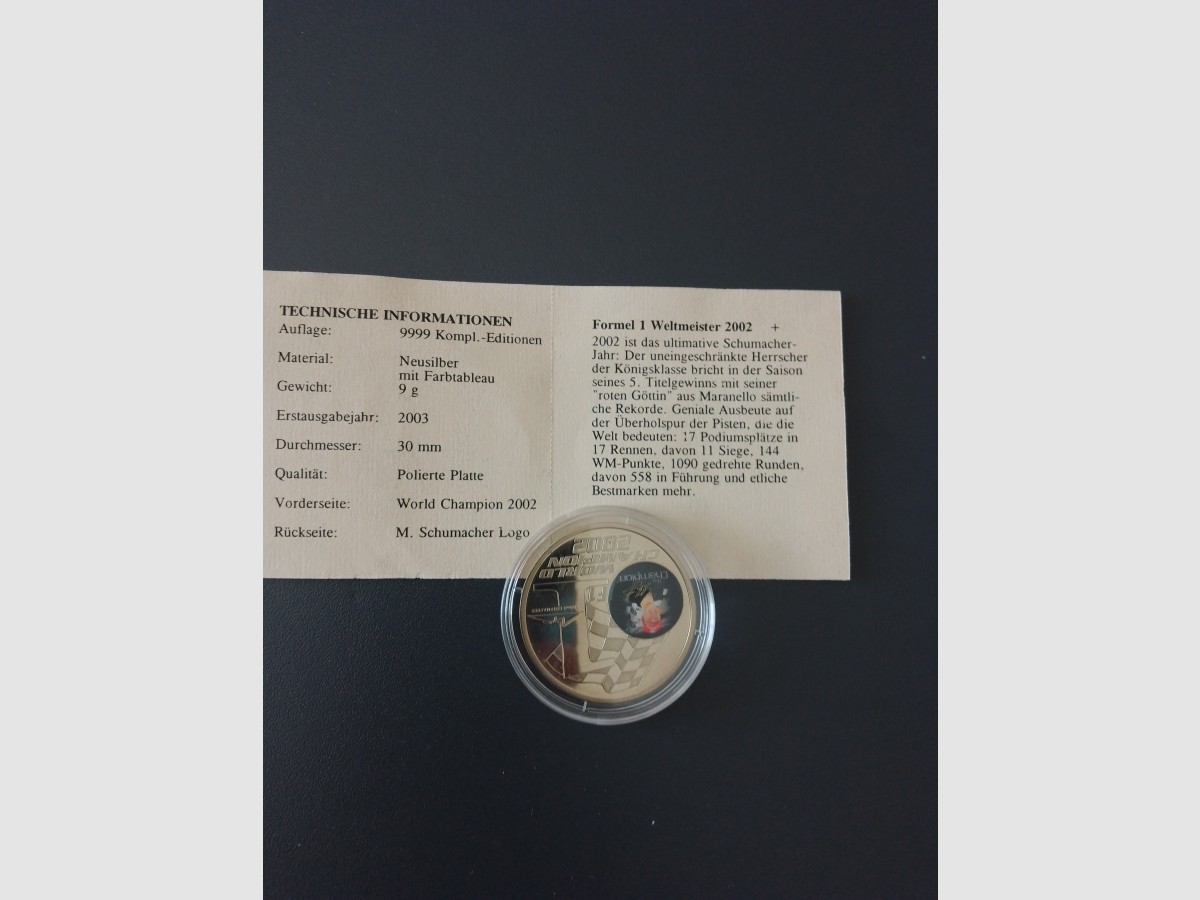 TECHNISCHE INFORMATIONEN
Auflage: 9999 Kompl.-Editionen
Material: Neusilber
mit Farbtableau
Gewicht: 9 g
Erstausgabejahr: 2003
Durchmesser: 30 mm
Qualität: Polierte Platte
Vorderseite: World Champion 2002
Rückseite: M. Schumacher Logo
Formel 1 Weltmeister 2002 +
2002 ist das ultimative Schumacher-
Jahr: Der uneingeschränkte Herrscher
der Königsklasse bricht in der Saison
seines 5. Titelgewinns mit seiner
"roten Göttin" aus Maranello sämtli-
che Rekorde. Geniale Ausbeute auf
der Überholspur der Pisten, die die
Welt bedeuten: 17 Podiumsplätze in
17 Rennen, davon 11 Siege, 144
WM-Punkte, 1090 gedrehte Runden,
davon 558 in Führung und etliche
Bestmarken mehr.
WORLD
CHAMPION
2002
Champion